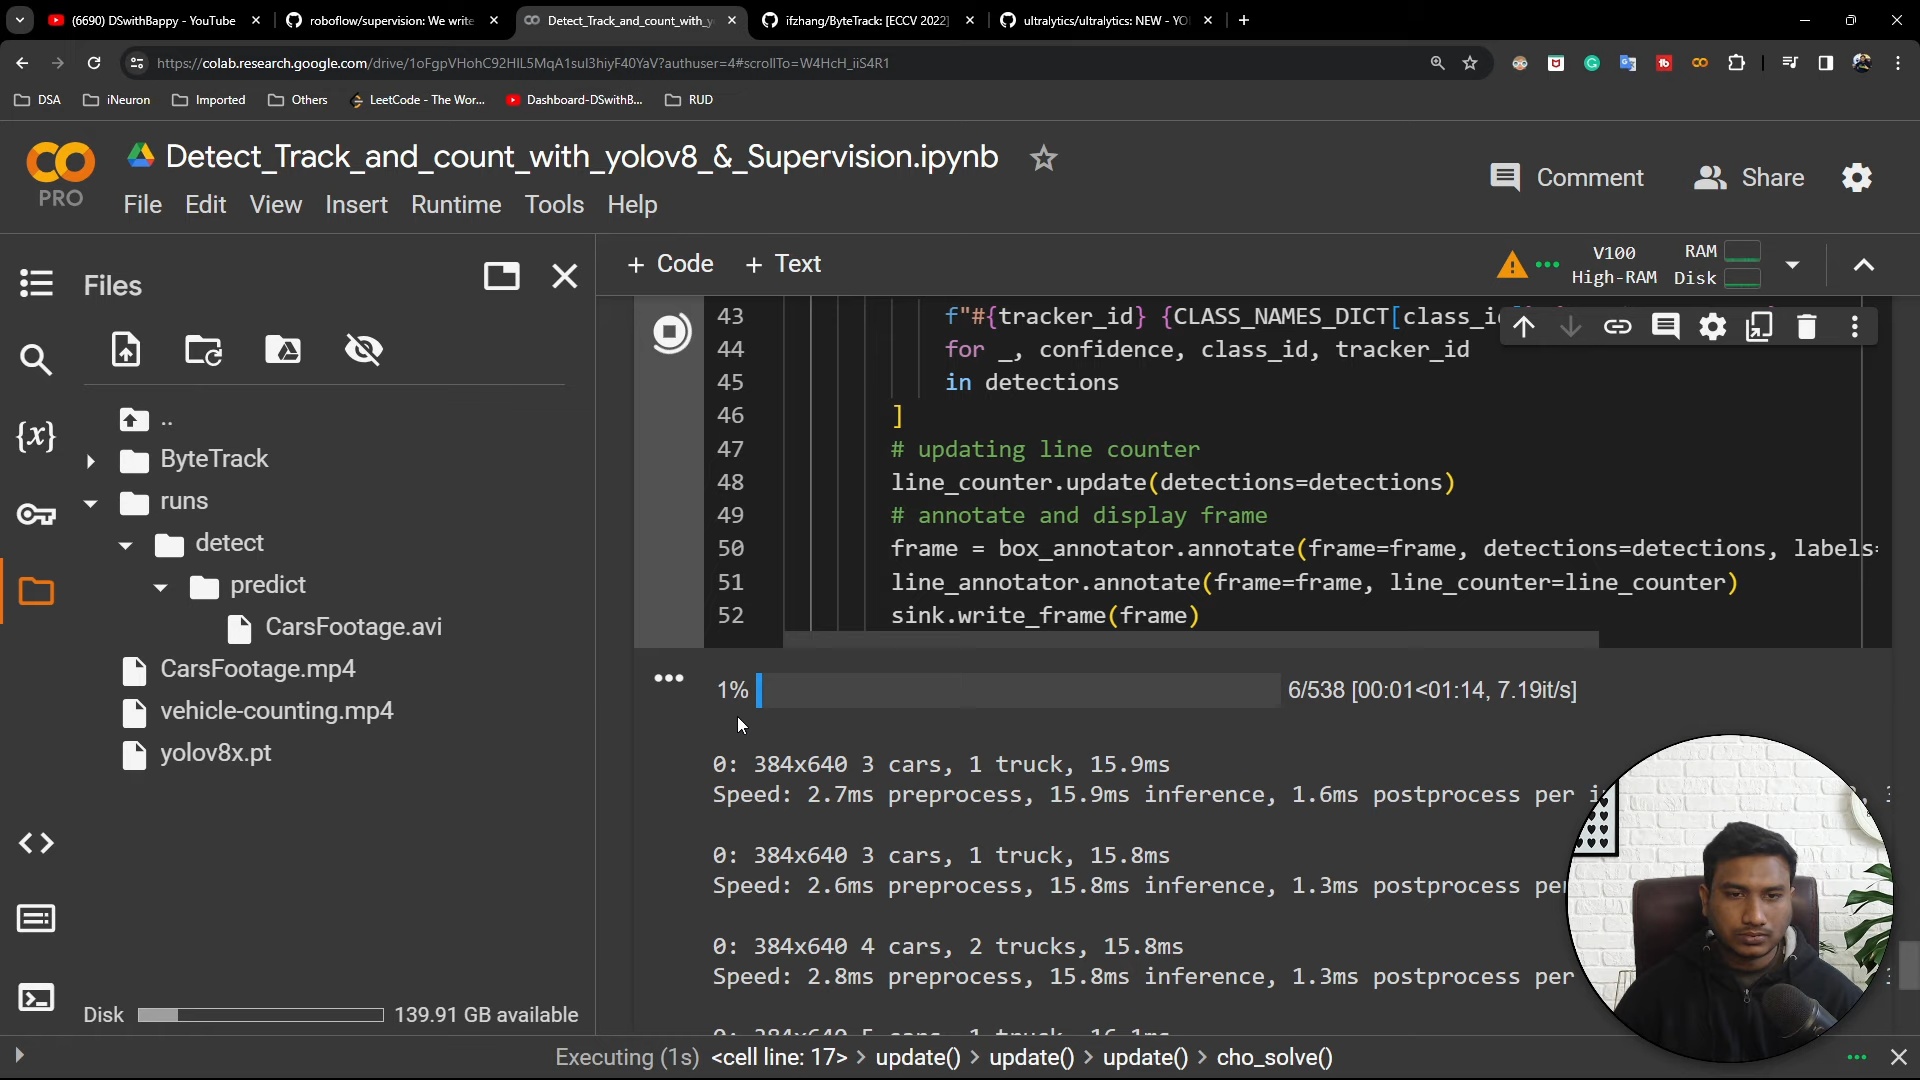 (6690) DSwithBappy - YouTube
roboflow/supervision: We write
Detect_Track_and_count_with_y
ifzhang/ByteTrack: [ECCV 2022]
ultralytics/ultralytics: NEW - YO
https://colab.research.google.com/drive/1oFgpVHohC92HIL5MqA1sul3hiyF40YaV?authuser=4#scrollTo=W4HcH_iiS4R1
DSA
iNeuron
Imported
Others
LeetCode - The Wor...
Dashboard-DSwithB...
RUD
CO
PRO
Detect_Track_and_count_with_yolov8_&_Supervision.ipynb
Comment
Share
File Edit View Insert Runtime Tools Help
Files
+ Code + Text
V100
High-RAM
RAM
Disk
..
ByteTrack
runs
detect
predict
CarsFootage.avi
CarsFootage.mp4
vehicle-counting.mp4
yolov8x.pt
{x}
Disk
139.91 GB available
43 f"#{tracker_id} {CLASS_NAMES_DICT[class_i
44 for _, confidence, class_id, tracker_id
45 in detections
46 ]
47 # updating line counter
48 line_counter.update(detections=detections)
49 # annotate and display frame
50 frame = box_annotator.annotate(frame=frame, detections=detections, labels=
51 line_annotator.annotate(frame=frame, line_counter=line_counter)
52 sink.write_frame(frame)
1% 6/538 [00:01<01:14, 7.19it/s]
0: 384x640 3 cars, 1 truck, 15.9ms
Speed: 2.7ms preprocess, 15.9ms inference, 1.6ms postprocess per i
0: 384x640 3 cars, 1 truck, 15.8ms
Speed: 2.6ms preprocess, 15.8ms inference, 1.3ms postprocess per
0: 384x640 4 cars, 2 trucks, 15.8ms
Speed: 2.8ms preprocess, 15.8ms inference, 1.3ms postprocess per
0: 384x640 5 cars, 1 truck, 16.1ms
Executing (1s) <cell line: 17> > update() > update() > update() > cho_solve()